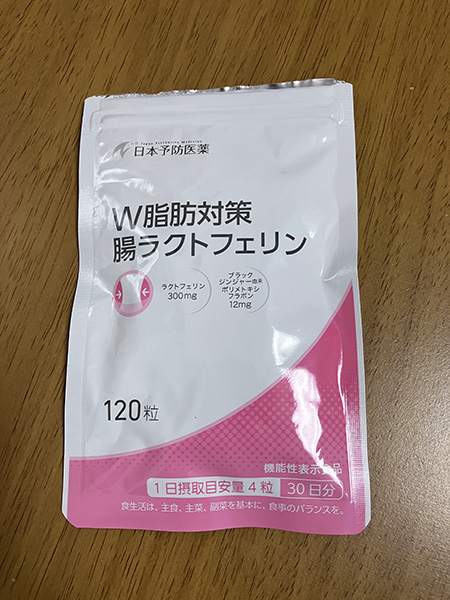 Japan Preventive Medicine
日本予防医薬
W脂肪対策
腸ラクトフェリン
ラクトフェリン
300mg
ブラック
ジンジャー由来
ポリメトキシ
フラボン
12mg
120粒
機能性表示食品
1日摂取目安量4粒 30日分
食生活は、主食、主菜、副菜を基本に、食事のバランスを。